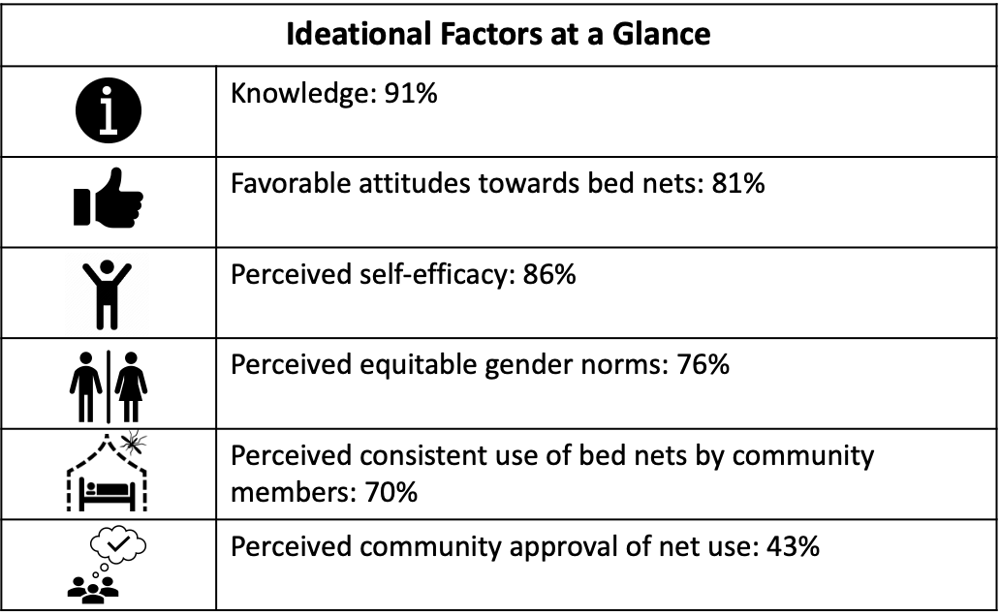 Ideational Factors at a Glance
Knowledge: 91%
Favorable attitudes towards bed nets: 81%
Perceived self-efficacy: 86%
Perceived equitable gender norms: 76%
Perceived consistent use of bed nets by community
members: 70%
Perceived community approval of net use: 43%